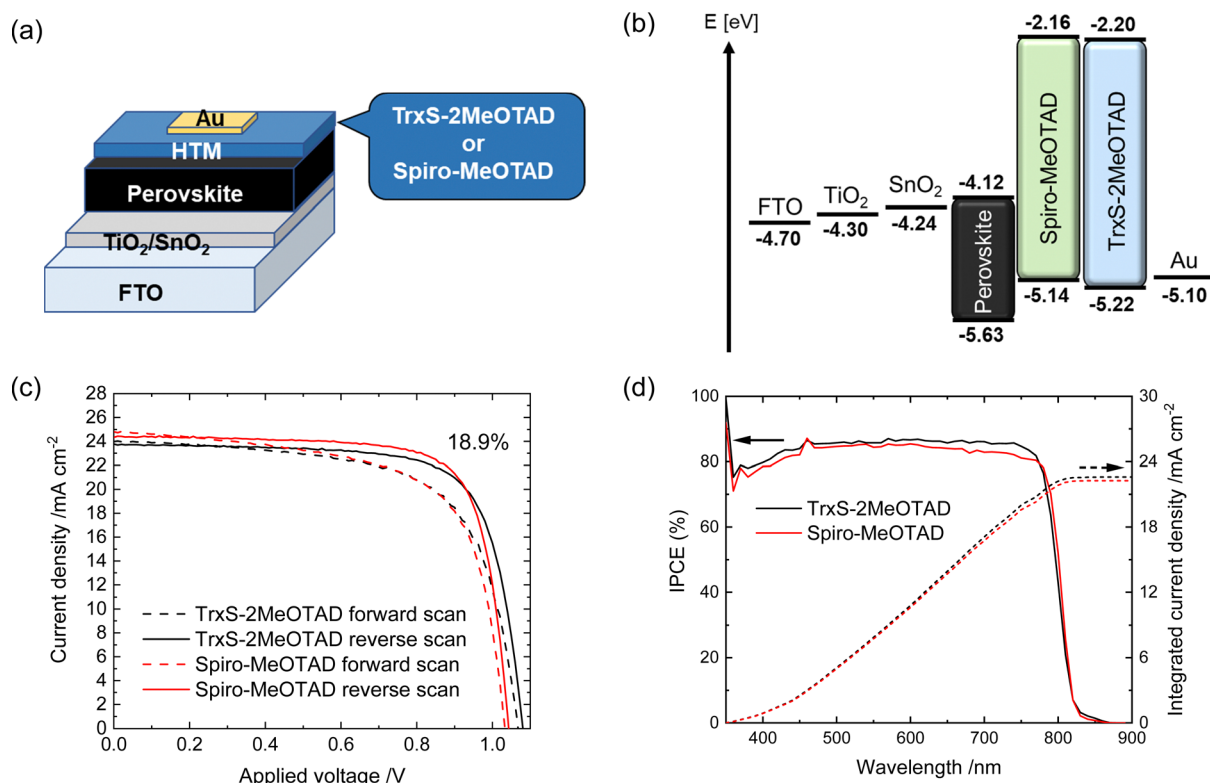 (a)
Au
HTM
Perovskite
TiO₂/SnO₂
FTO
TrxS-2MeOTAD
or
Spiro-MeOTAD
(b)
E [eV]
FTO
-4.70
TiO₂
-4.30
SnO₂
-4.24
-4.12
Perovskite
-5.63
-2.16
Spiro-MeOTAD
-5.14
-2.20
TrxS-2MeOTAD
-5.22
Au
-5.10
(c)
Current density /mA cm⁻²
28
26
24
22
20
18
16
14
12
10
8
6
4
2
0
18.9%
TrxS-2MeOTAD forward scan
TrxS-2MeOTAD reverse scan
Spiro-MeOTAD forward scan
Spiro-MeOTAD reverse scan
0.0 0.2 0.4 0.6 0.8 1.0
Applied voltage /V
(d)
IPCE (%)
100
80
60
40
20
0
TrxS-2MeOTAD
Spiro-MeOTAD
30
24
18
12
6
0
Integrated current density /mA cm⁻²
400 500 600 700 800 900
Wavelength /nm